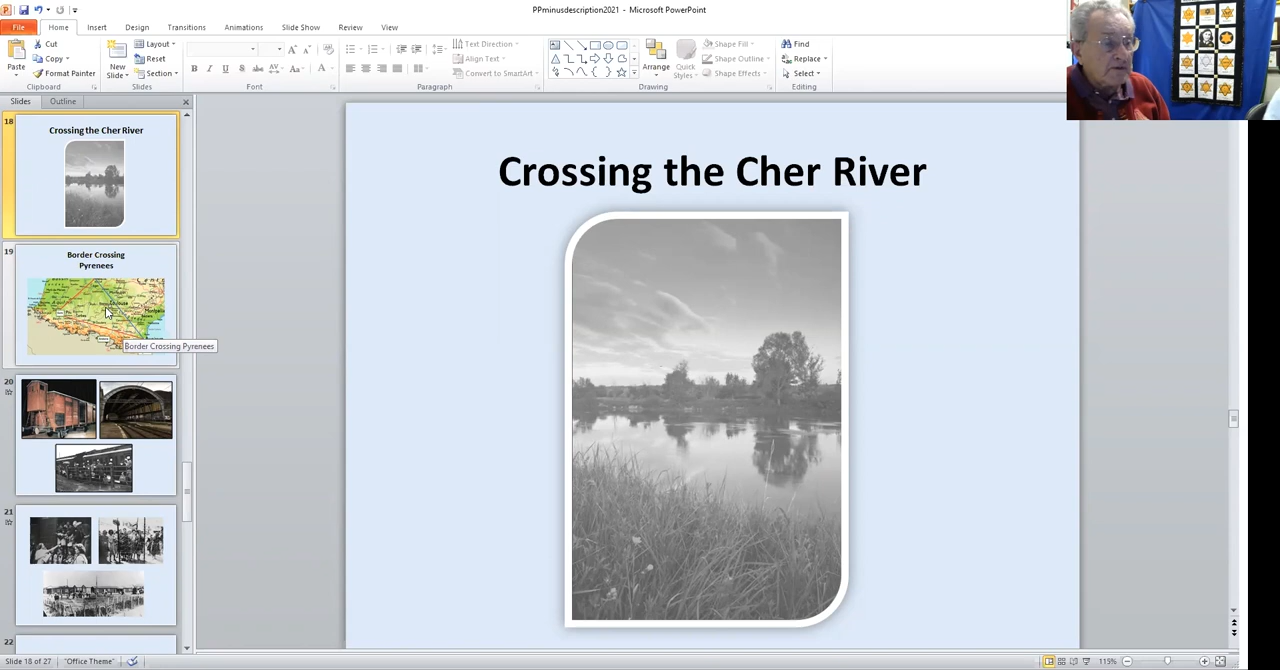 PPminusdescription2021 - Microsoft PowerPoint
File Home Insert Design Transitions Animations Slide Show Review View
Paste
Cut
Copy
Format Painter
Clipboard
New
Slide
Layout
Reset
Section
Slides
B I U S abc AV Aa A
Font
Paragraph
Text Direction
Align Text
Convert to SmartArt
Drawing
Arrange
Quick
Styles
Shape Fill
Shape Outline
Shape Effects
Find
Replace
Select
Editing
Slides Outline
18
Crossing the Cher River
19
Border Crossing
Pyrenees
Border Crossing Pyrenees
20
21
22
Crossing the Cher River
Slide 18 of 27 "Office Theme" 115%